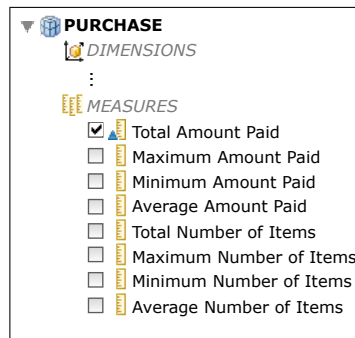 PURCHASE
DIMENSIONS
⋮
MEASURES
Total Amount Paid
Maximum Amount Paid
Minimum Amount Paid
Average Amount Paid
Total Number of Items
Maximum Number of Items
Minimum Number of Items
Average Number of Items